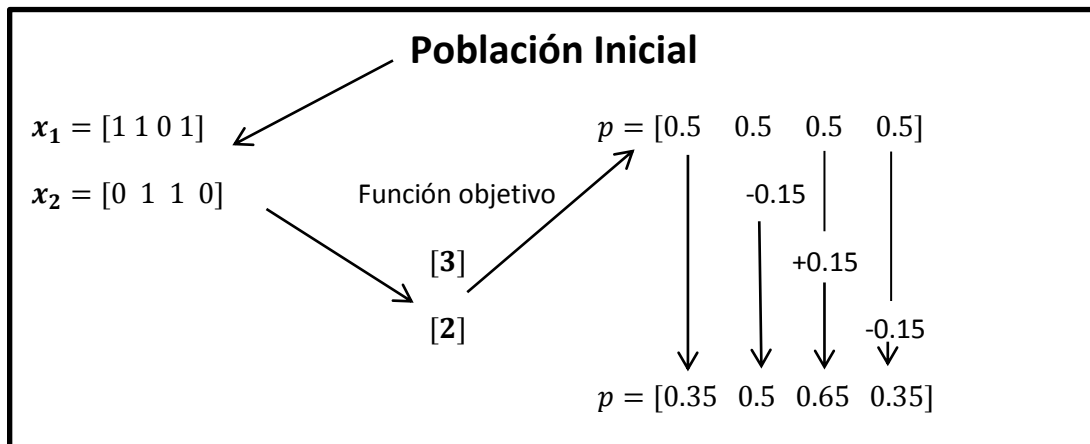 Población Inicial
x₁ = [1 1 0 1]
p = [0.5 0.5 0.5 0.5]
x₂ = [0 1 1 0]
Función objetivo
-0.15
[3]
+0.15
[2]
-0.15
p = [0.35 0.5 0.65 0.35]